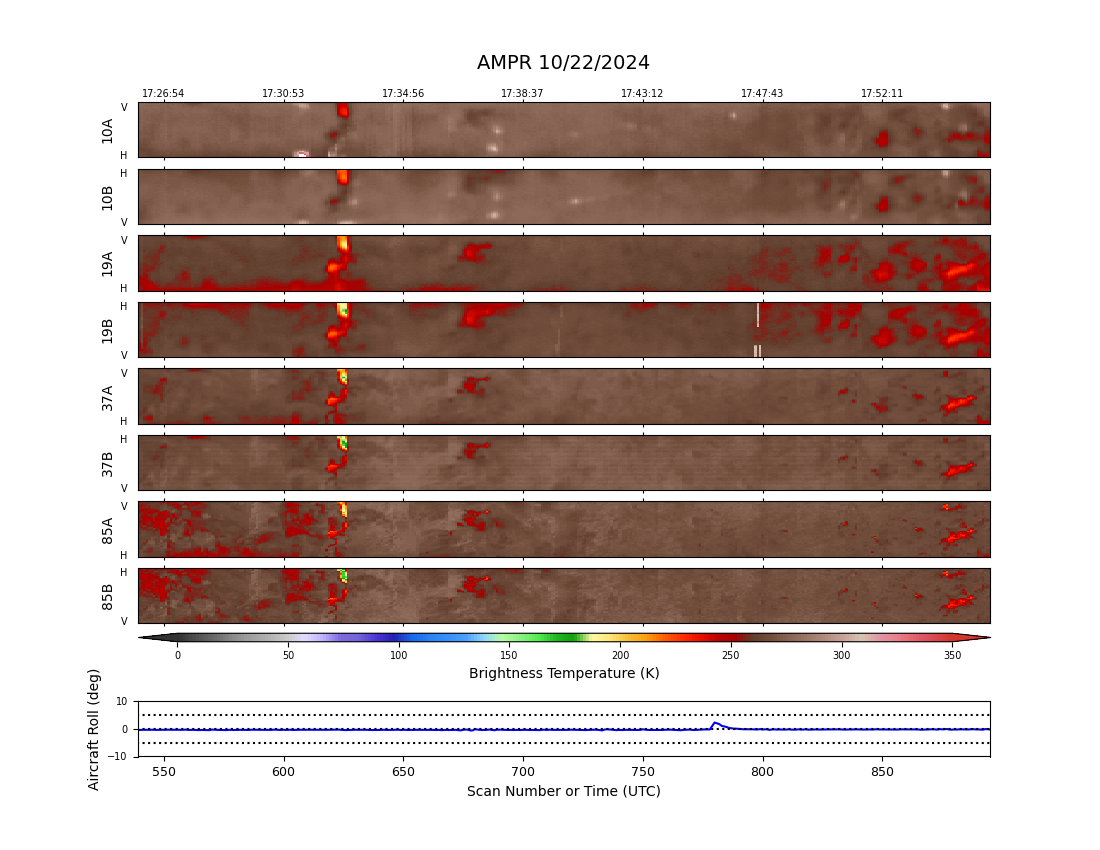 AMPR 10/22/2024
17:26:54 17:30:53 17:34:56 17:38:37 17:43:12 17:47:43 17:52:11
V
10A
H
H
10B
V
V
19A
H
H
19B
V
V
37A
H
H
37B
V
V
85A
H
H
85B
V
0 50 100 150 200 250 300 350
Brightness Temperature (K)
Aircraft Roll (deg)
10
0
−10
550 600 650 700 750 800 850
Scan Number or Time (UTC)